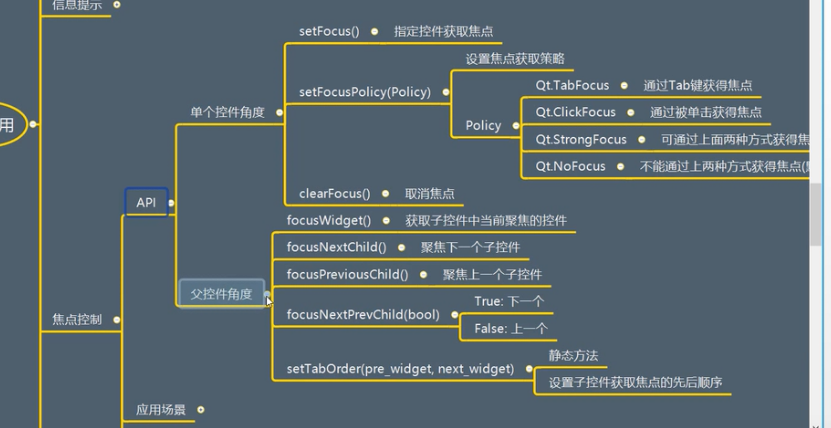 信息提示
用
焦点控制
API
单个控件角度
setFocus() 指定控件获取焦点
setFocusPolicy(Policy)
设置焦点获取策略
Policy
Qt.TabFocus 通过Tab键获得焦点
Qt.ClickFocus 通过被单击获得焦点
Qt.StrongFocus 可通过上面两种方式获得焦
Qt.NoFocus 不能通过上两种方式获得焦点(
clearFocus() 取消焦点
父控件角度
focusWidget() 获取子控件中当前聚焦的控件
focusNextChild() 聚焦下一个子控件
focusPreviousChild() 聚焦上一个子控件
focusNextPrevChild(bool)
True: 下一个
False: 上一个
setTabOrder(pre_widget, next_widget)
静态方法
设置子控件获取焦点的先后顺序
应用场景